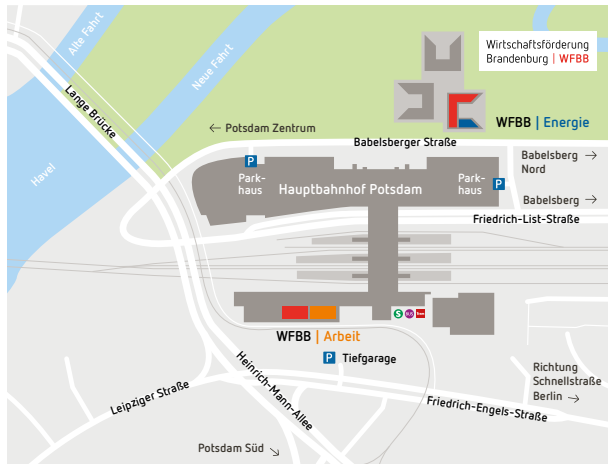 Alte Fahrt
Neue Fahrt
Wirtschaftsförderung
Brandenburg | WFBB
Lange Brücke
WFBB | Energie
← Potsdam Zentrum
Babelsberger Straße
Havel
P
Park-
haus
Hauptbahnhof Potsdam
Park-
haus
P
Babelsberg →
Nord
Babelsberg →
Friedrich-List-Straße
S
WFBB | Arbeit
P Tiefgarage
Heinrich-Mann-Allee
Leipziger Straße
Friedrich-Engels-Straße
Richtung
Schnellstraße
Berlin →
Potsdam Süd ↘